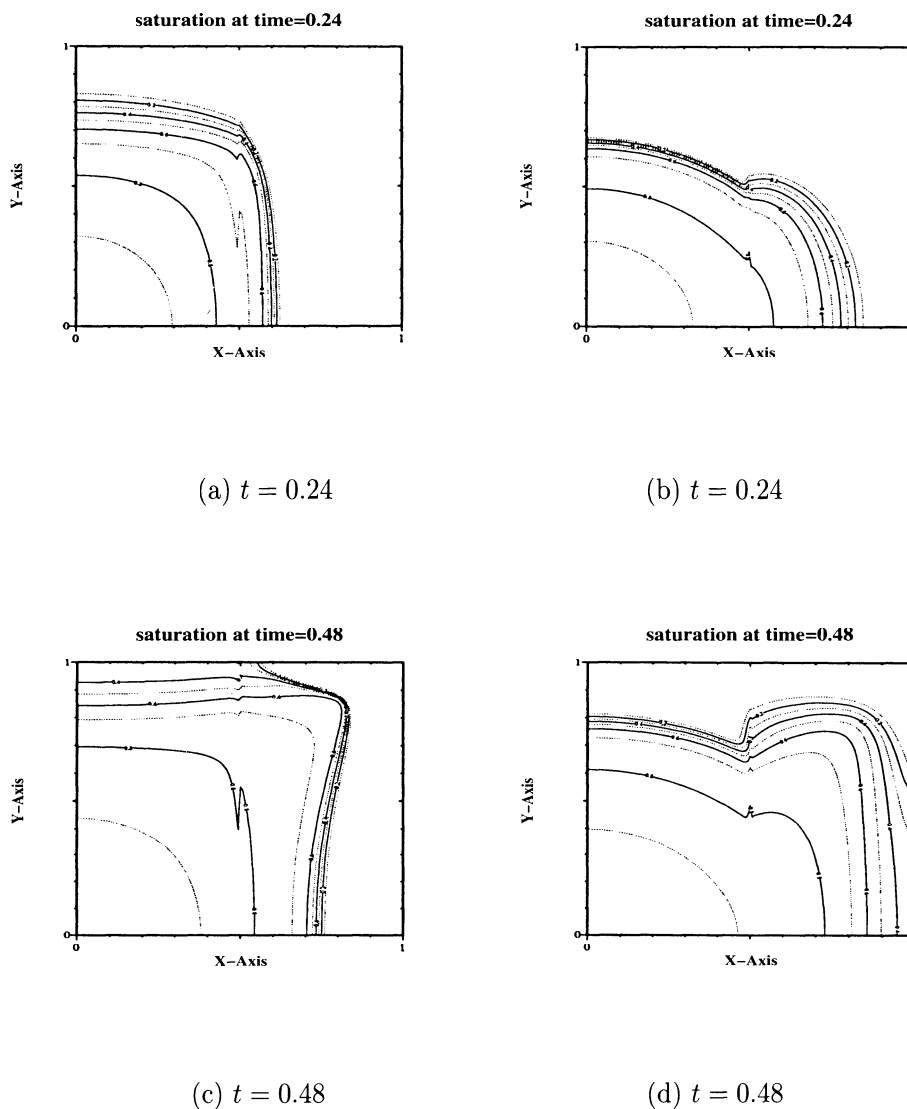 saturation at time=0.24
saturation at time=0.24
1
Y−Axis
0
0
X−Axis
1
1
Y−Axis
0
0
X−Axis
(a) t = 0.24
(b) t = 0.24
saturation at time=0.48
saturation at time=0.48
1
Y−Axis
0
0
X−Axis
1
1
Y−Axis
0
0
X−Axis
(c) t = 0.48
(d) t = 0.48